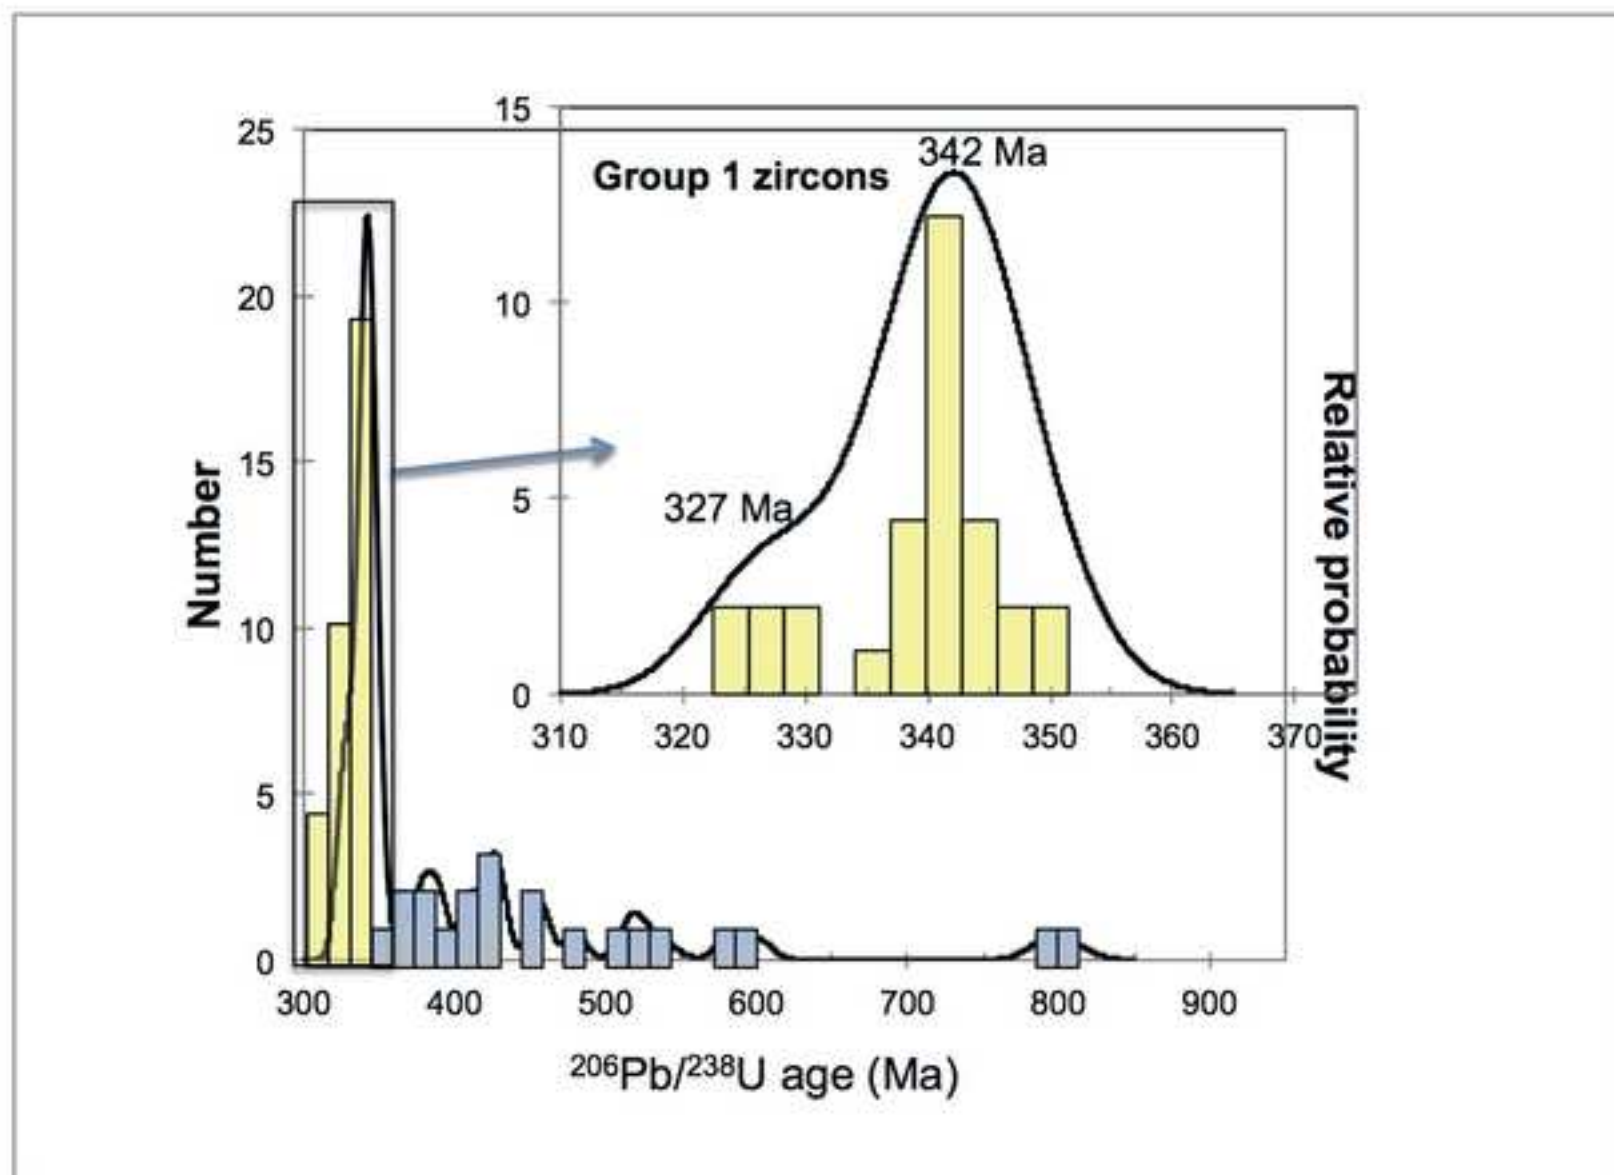 15
25
342 Ma
Group 1 zircons
20
10
15
5
327 Ma
10
0
310 320 330 340 350 360 370
5
0
300 400 500 600 700 800 900
Number
Relative probability
²⁰⁶Pb/²³⁸U age (Ma)